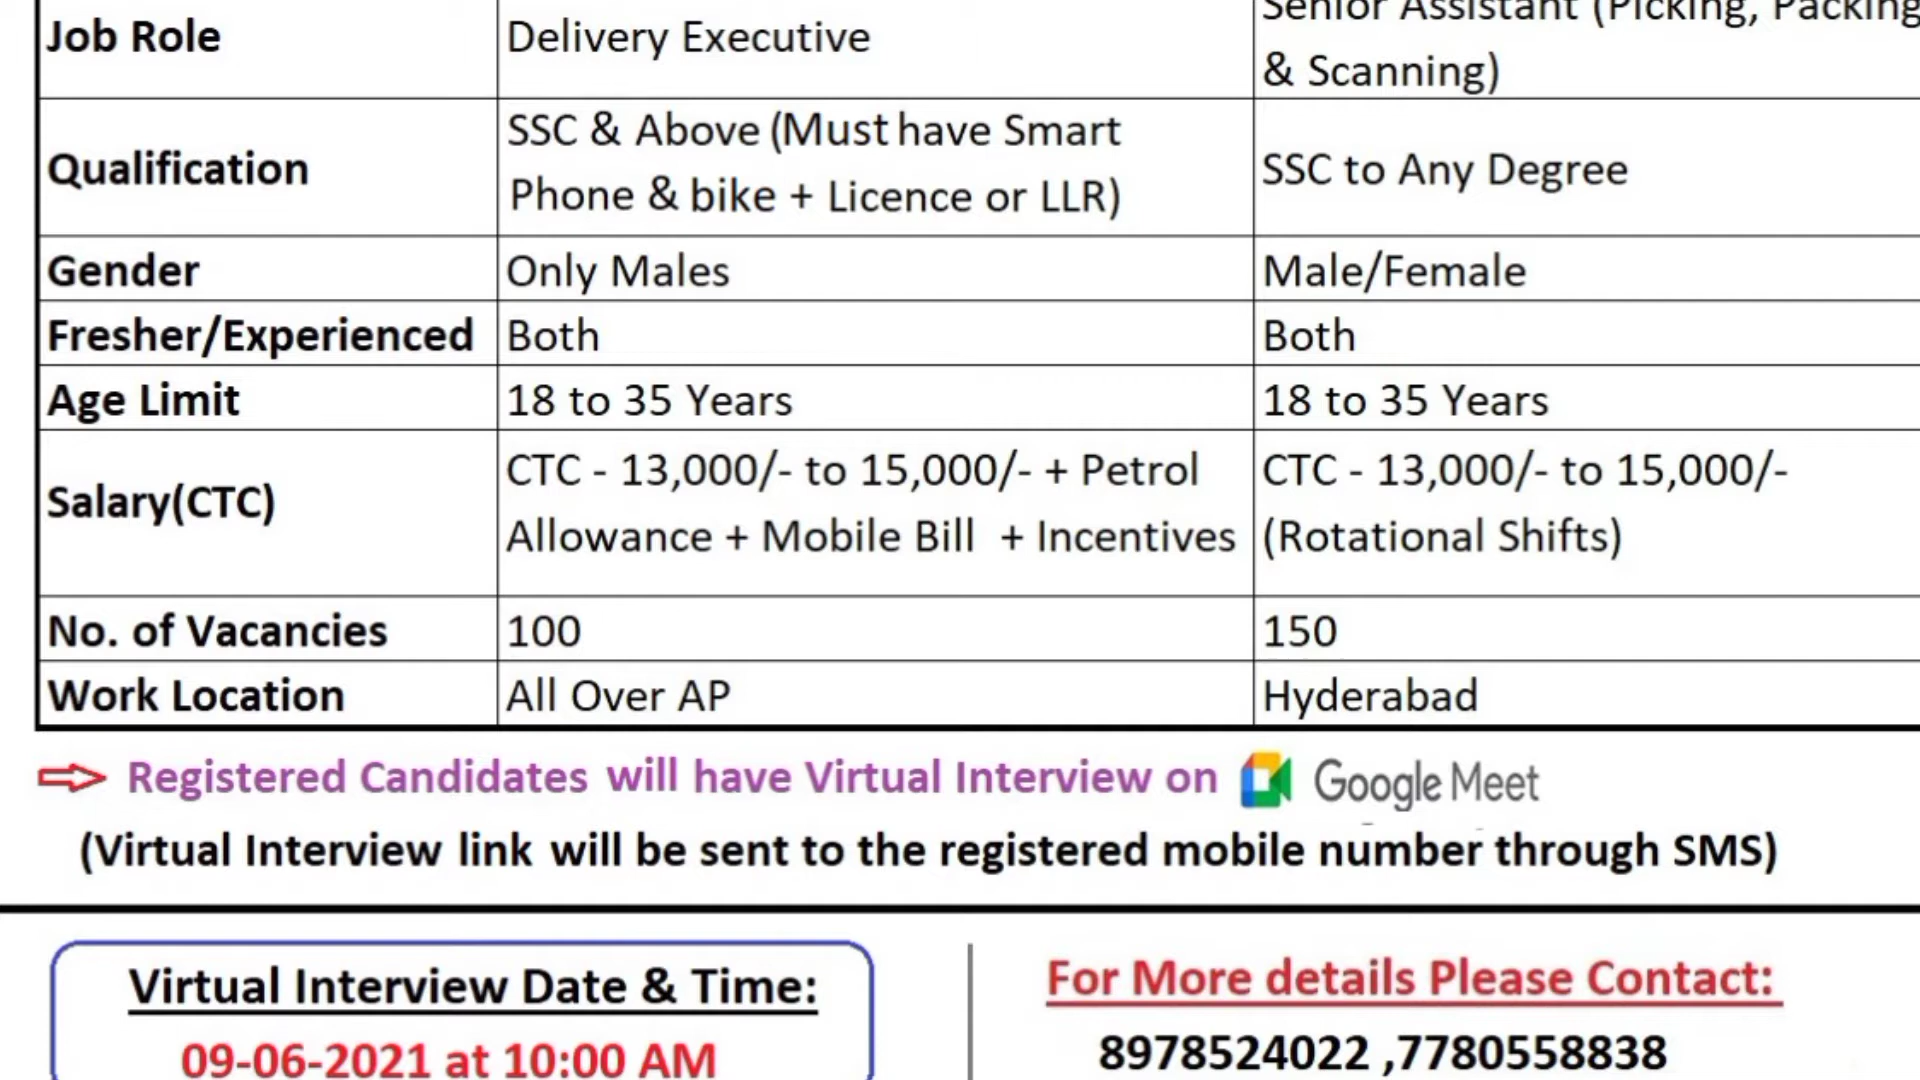 Job Role
Delivery Executive
Senior Assistant (Picking, Packing
& Scanning)
Qualification
SSC & Above (Must have Smart
Phone & bike + Licence or LLR)
SSC to Any Degree
Gender
Only Males
Male/Female
Fresher/Experienced
Both
Both
Age Limit
18 to 35 Years
18 to 35 Years
Salary(CTC)
CTC - 13,000/- to 15,000/- + Petrol
Allowance + Mobile Bill + Incentives
CTC - 13,000/- to 15,000/-
(Rotational Shifts)
No. of Vacancies
100
150
Work Location
All Over AP
Hyderabad
Registered Candidates will have Virtual Interview on Google Meet
(Virtual Interview link will be sent to the registered mobile number through SMS)
Virtual Interview Date & Time:
09-06-2021 at 10:00 AM
For More details Please Contact:
8978524022 ,7780558838